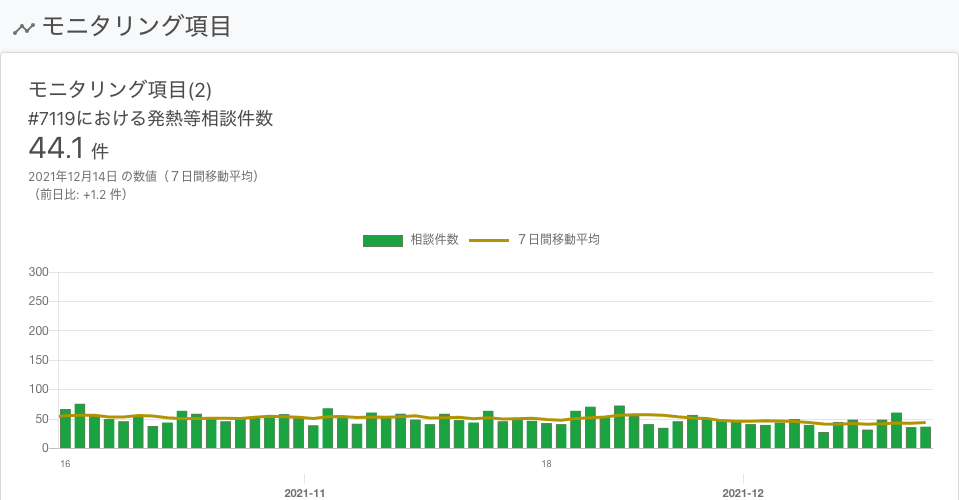 モニタリング項目
モニタリング項目(2)
#7119における発熱等相談件数
44.1 件
2021年12月14日 の数値（７日間移動平均）
（前日比: +1.2 件）
相談件数 ７日間移動平均
300
250
200
150
100
50
0
16 18
2021-11 2021-12